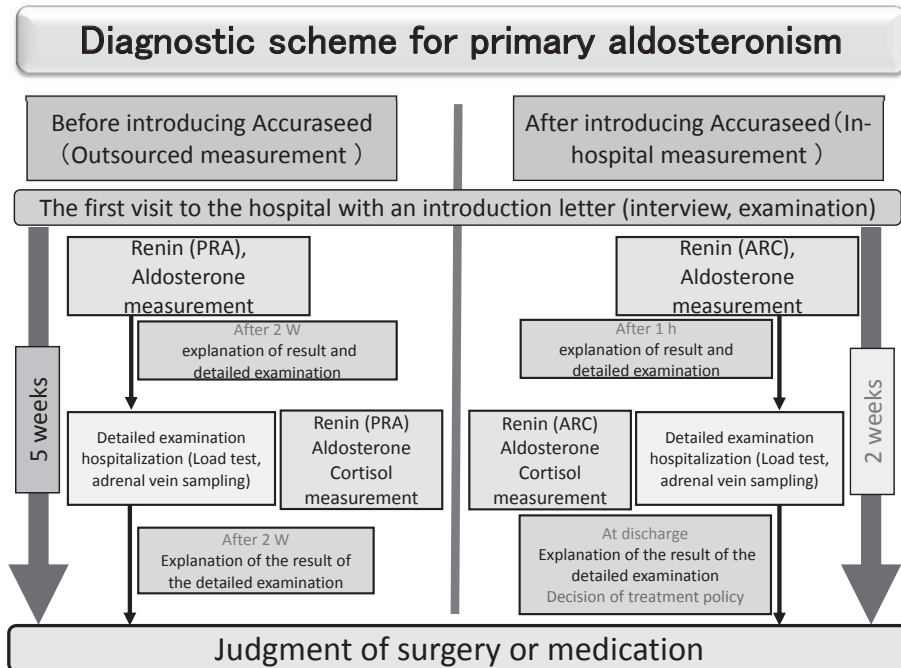 Diagnostic scheme for primary aldosteronism
Before introducing Accuraseed
（Outsourced measurement ）
After introducing Accuraseed（In-
hospital measurement ）
The first visit to the hospital with an introduction letter (interview, examination)
Renin (PRA),
Aldosterone
measurement
After 2 W
explanation of result and
detailed examination
5 weeks
Detailed examination
hospitalization (Load test,
adrenal vein sampling)
Renin (PRA)
Aldosterone
Cortisol
measurement
After 2 W
Explanation of the result of
the detailed examination
Renin (ARC),
Aldosterone
measurement
After 1 h
explanation of result and
detailed examination
Renin (ARC)
Aldosterone
Cortisol
measurement
Detailed examination
hospitalization (Load test,
adrenal vein sampling)
2 weeks
At discharge
Explanation of the result of the
detailed examination
Decision of treatment policy
Judgment of surgery or medication